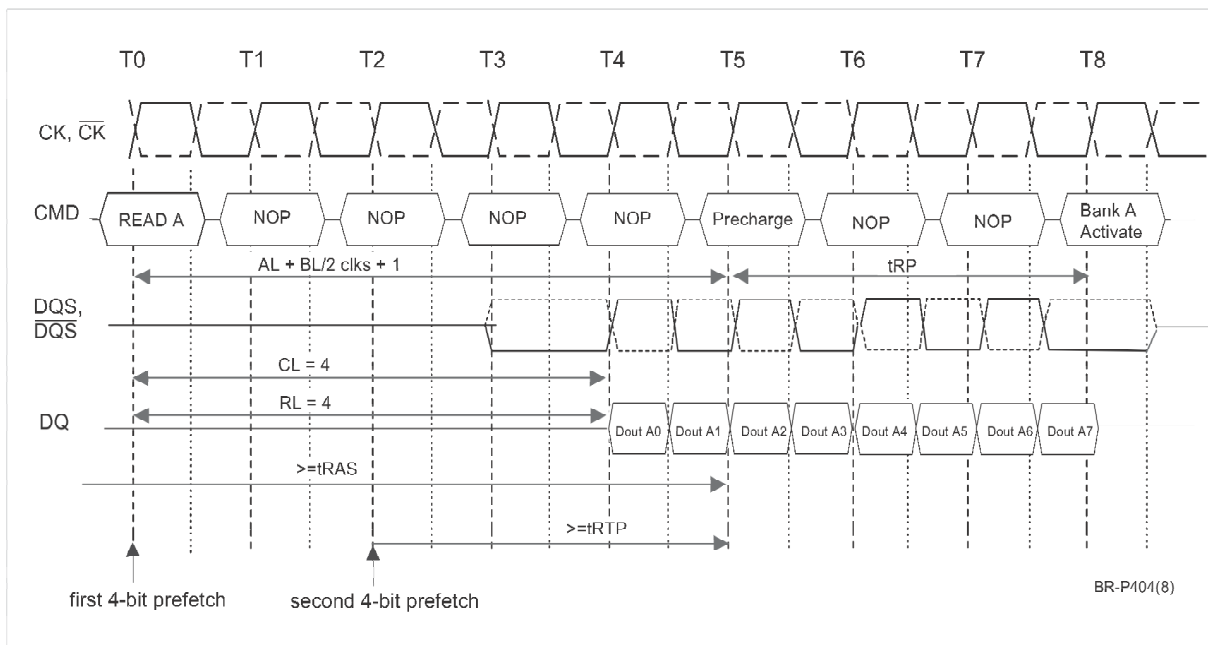 T0 T1 T2 T3 T4 T5 T6 T7 T8
CK, CK
CMD READ A NOP NOP NOP NOP Precharge NOP NOP Bank A
Activate
AL + BL/2 clks + 1 tRP
DQS,
DQS
CL = 4
RL = 4
DQ Dout A0 Dout A1 Dout A2 Dout A3 Dout A4 Dout A5 Dout A6 Dout A7
>=tRAS
>=tRTP
first 4-bit prefetch second 4-bit prefetch
BR-P404(8)